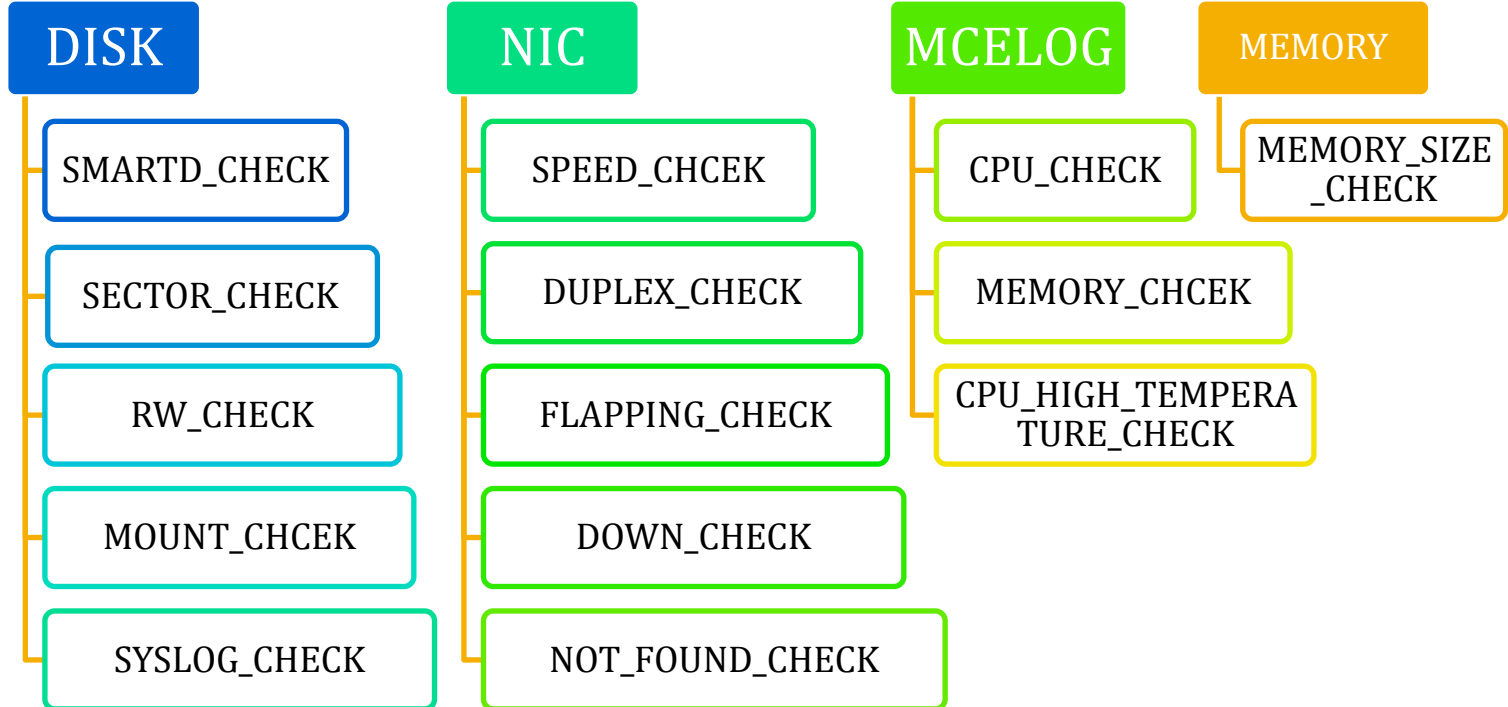 DISK
SMARTD_CHECK
SECTOR_CHECK
RW_CHECK
MOUNT_CHCEK
SYSLOG_CHECK
NIC
SPEED_CHCEK
DUPLEX_CHECK
FLAPPING_CHECK
DOWN_CHECK
NOT_FOUND_CHECK
MCELOG
CPU_CHECK
MEMORY_CHCEK
CPU_HIGH_TEMPERA
TURE_CHECK
MEMORY
MEMORY_SIZE
_CHECK